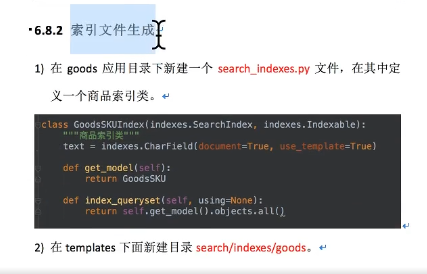 6.8.2 索引文件生成
1) 在 goods 应用目录下新建一个 search_indexes.py 文件，在其中定
义一个商品索引类。
class GoodsSKUIndex(indexes.SearchIndex, indexes.Indexable):
"""商品索引类"""
text = indexes.CharField(document=True, use_template=True)
def get_model(self):
return GoodsSKU
def index_queryset(self, using=None):
return self.get_model().objects.all()
2) 在 templates 下面新建目录 search/indexes/goods。